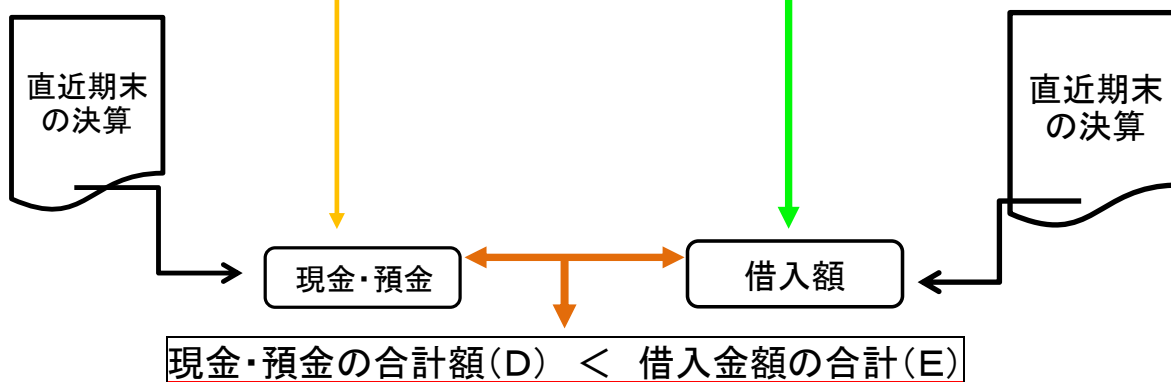 直近期末
の決算
直近期末
の決算
現金・預金
借入額
現金・預金の合計額(D) < 借入金額の合計(E)